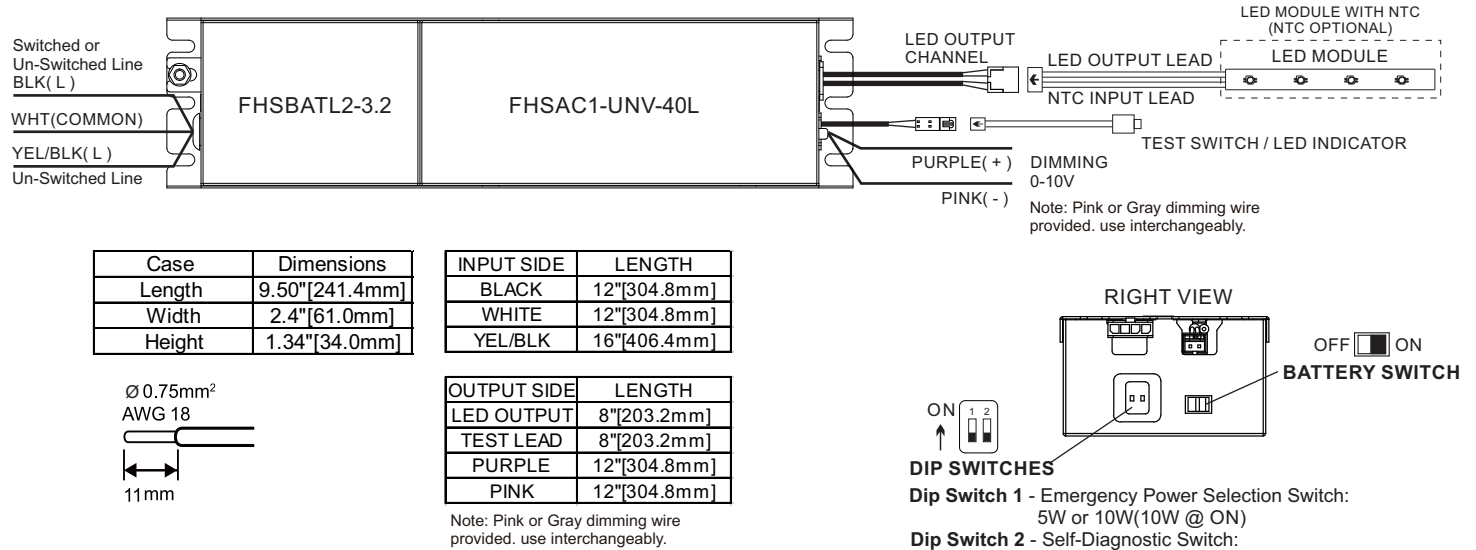 Switched or
Un-Switched Line
BLK( L )
WHT(COMMON)
YEL/BLK( L )
Un-Switched Line
FHSBATL2-3.2
FHSAC1-UNV-40L
LED OUTPUT
CHANNEL
LED OUTPUT LEAD
NTC INPUT LEAD
LED MODULE WITH NTC
(NTC OPTIONAL)
LED MODULE
TEST SWITCH / LED INDICATOR
PURPLE( + )
PINK( - )
DIMMING
0-10V
Note: Pink or Gray dimming wire
provided. use interchangeably.
Case Dimensions
Length 9.50"[241.4mm]
Width 2.4"[61.0mm]
Height 1.34"[34.0mm]
INPUT SIDE LENGTH
BLACK 12"[304.8mm]
WHITE 12"[304.8mm]
YEL/BLK 16"[406.4mm]
Ø 0.75mm²
AWG 18
11mm
OUTPUT SIDE LENGTH
LED OUTPUT 8"[203.2mm]
TEST LEAD 8"[203.2mm]
PURPLE 12"[304.8mm]
PINK 12"[304.8mm]
Note: Pink or Gray dimming wire
provided. use interchangeably.
RIGHT VIEW
OFF ON
BATTERY SWITCH
ON 1 2
DIP SWITCHES
Dip Switch 1 - Emergency Power Selection Switch:
5W or 10W(10W @ ON)
Dip Switch 2 - Self-Diagnostic Switch: